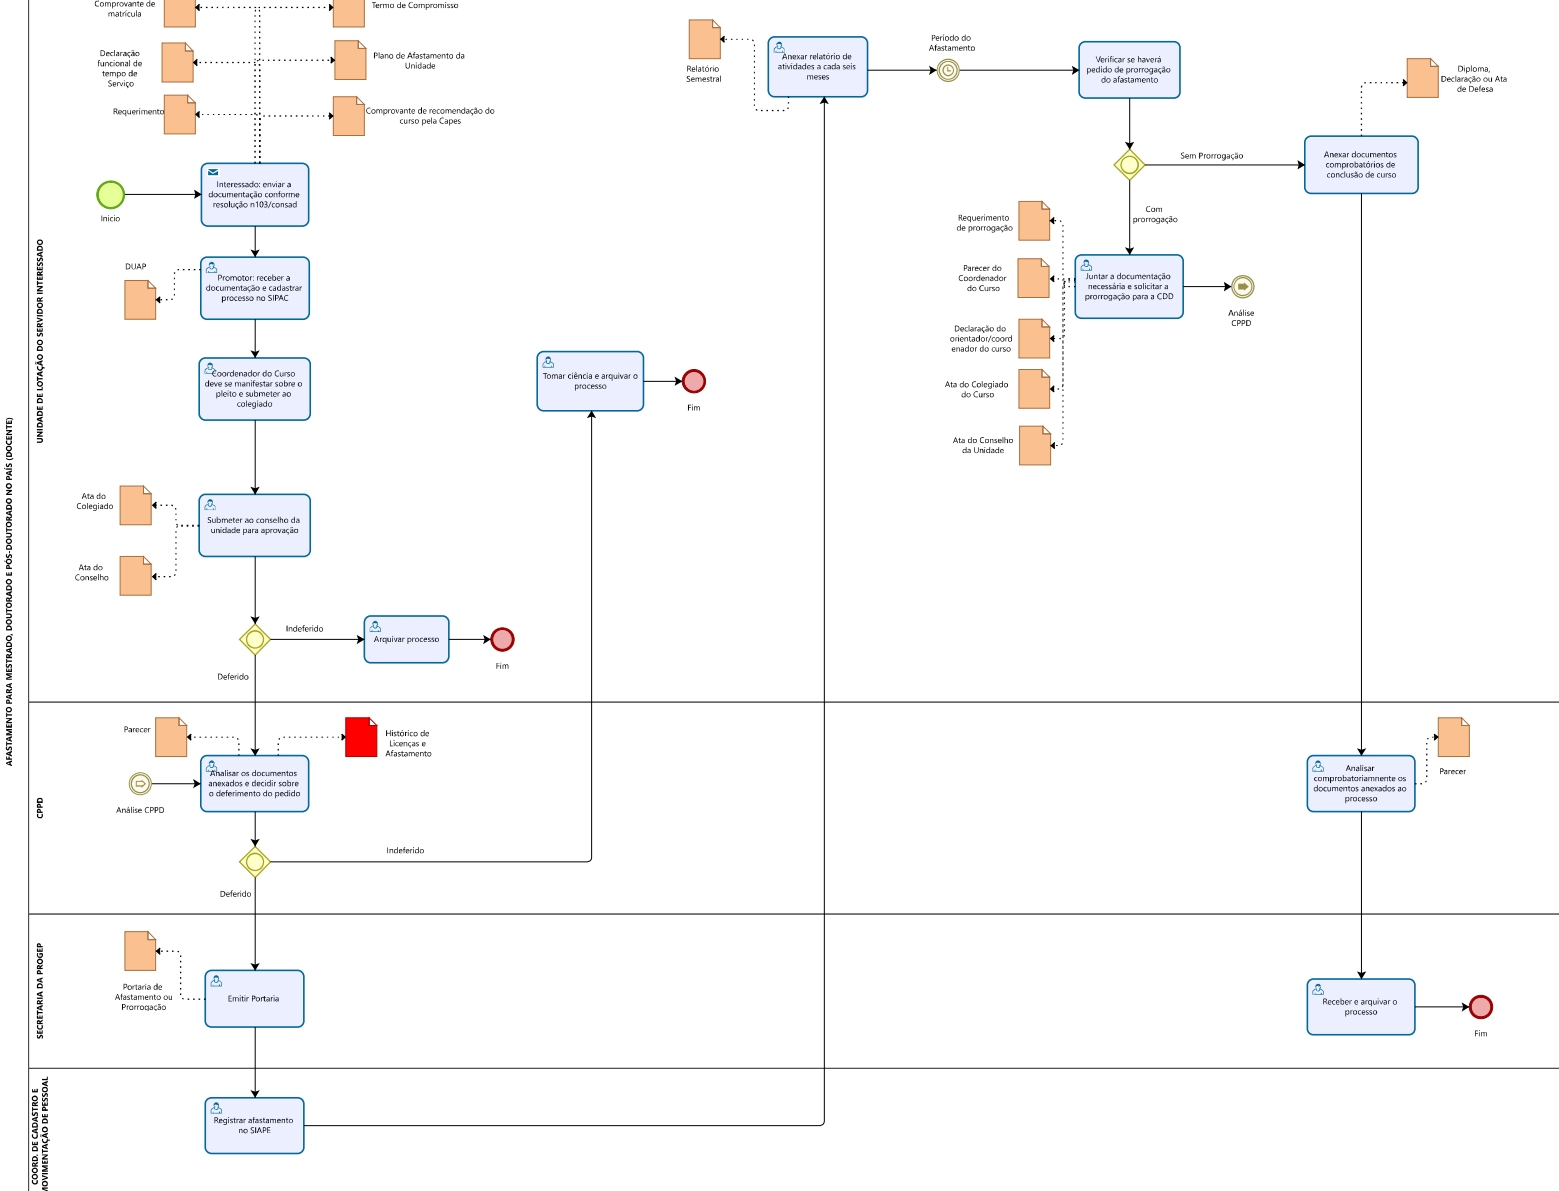 AFASTAMENTO PARA MESTRADO, DOUTORADO E PÓS-DOUTORADO NO PAÍS (DOCENTE)
UNIDADE DE LOTAÇÃO DO SERVIDOR INTERESSADO
Comprovante de
matrícula
Termo de Compromisso
Declaração
funcional de
tempo de
Serviço
Plano de Afastamento da
Unidade
Requerimento
Comprovante de recomendação do
curso pela Capes
Inicio
Interessado: enviar a
documentação conforme
resolução n103/consad
DUAP
Promotor: receber a
documentação e cadastrar
processo no SIPAC
Coordenador do Curso
deve se manifestar sobre o
pleito e submeter ao
colegiado
Ata do
Colegiado
Ata do
Conselho
Submeter ao conselho da
unidade para aprovação
Indeferido
Deferido
Arquivar processo
Fim
Tomar ciência e arquivar o
processo
Fim
Relatório
Semestral
Anexar relatório de
atividades a cada seis
meses
Período do
Afastamento
Verificar se haverá
pedido de prorrogação
do afastamento
Sem Prorrogação
Com
prorrogação
Anexar documentos
comprobatórios de
conclusão de curso
Diploma,
Declaração ou Ata
de Defesa
Requerimento
de prorrogação
Parecer do
Coordenador
do Curso
Declaração do
orientador/coord
enador do curso
Ata do Colegiado
do Curso
Ata do Conselho
da Unidade
Juntar a documentação
necessária e solicitar a
prorrogação para a CDD
Análise
CPPD
CPPD
Parecer
Histórico de
Licenças e
Afastamento
Análise CPPD
Analisar os documentos
anexados e decidir sobre
o deferimento do pedido
Indeferido
Deferido
Analisar
comprobatoriamnente os
documentos anexados ao
processo
Parecer
SECRETARIA DA PROGEP
Portaria de
Afastamento ou
Prorrogação
Emitir Portaria
Receber e arquivar o
processo
Fim
COORD. DE CADASTRO E
MOVIMENTAÇÃO DE PESSOAL
Registrar afastamento
no SIAPE